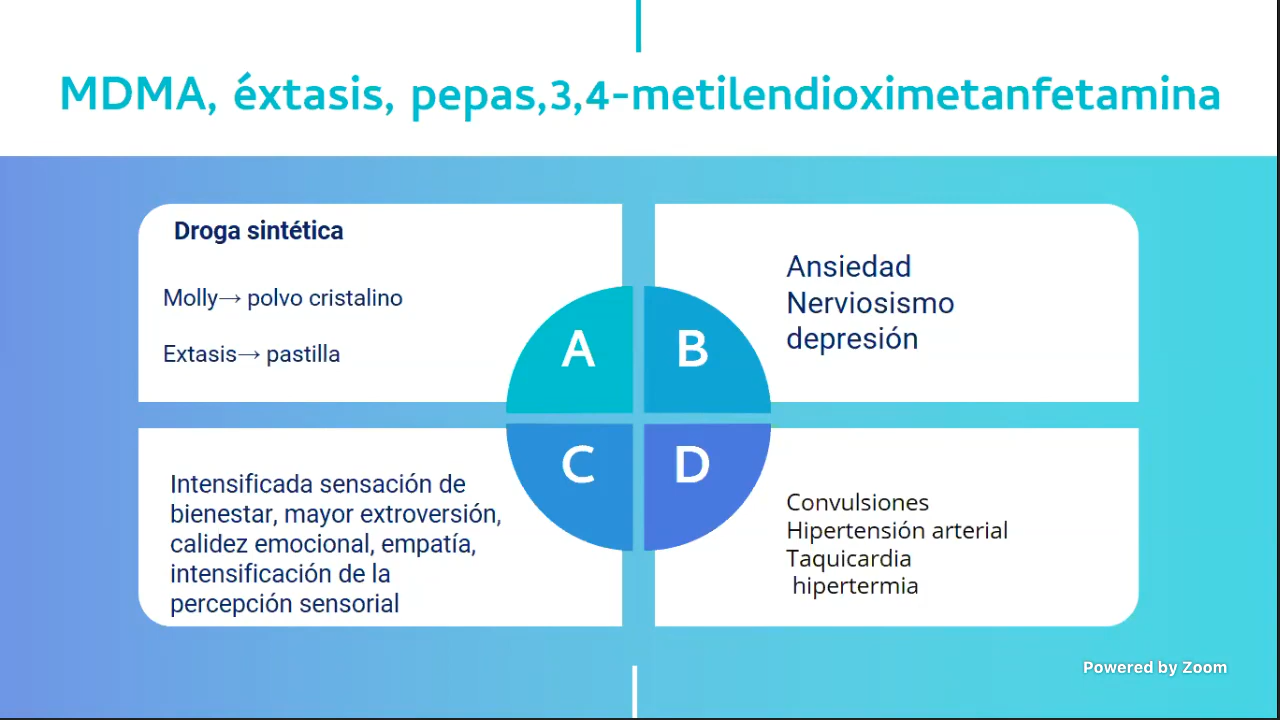 MDMA, éxtasis, pepas,3,4-metilendioximetanfetamina
Droga sintética
Molly→ polvo cristalino
Extasis→ pastilla
A
B
Ansiedad
Nerviosismo
depresión
C
Intensificada sensación de
bienestar, mayor extroversión,
calidez emocional, empatía,
intensificación de la
percepción sensorial
D
Convulsiones
Hipertensión arterial
Taquicardia
hipertermia
Powered by Zoom